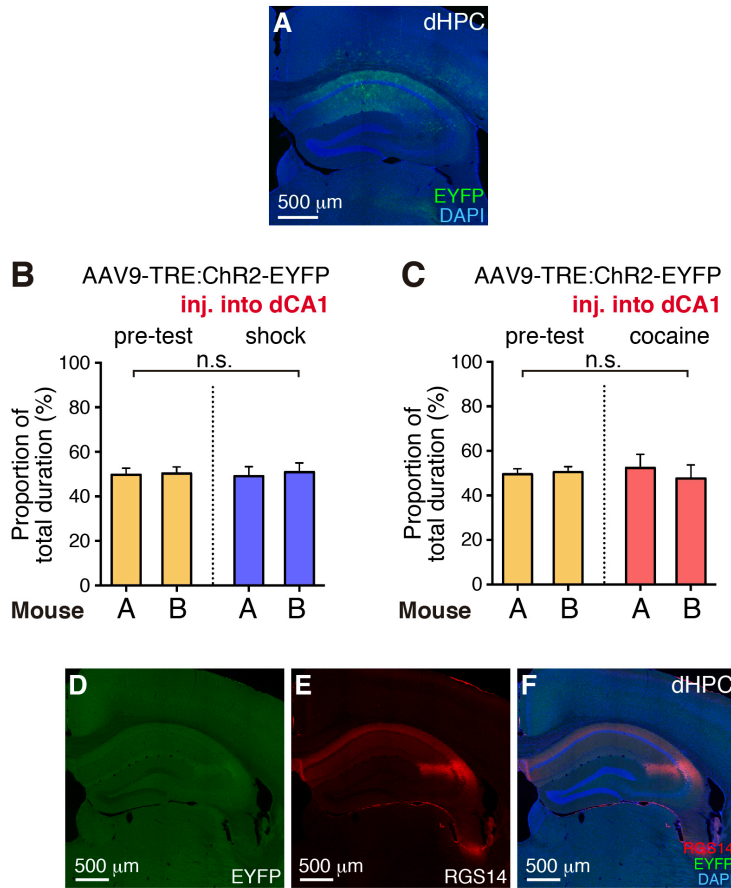 A
dHPC
500 μm
EYFP
DAPI
B
AAV9-TRE:ChR2-EYFP
inj. into dCA1
pre-test shock
n.s.
100
80
60
40
20
0
Proportion of
total duration (%)
Mouse A B A B
C
AAV9-TRE:ChR2-EYFP
inj. into dCA1
pre-test cocaine
n.s.
100
80
60
40
20
0
Proportion of
total duration (%)
Mouse A B A B
D
500 μm
EYFP
E
500 μm
RGS14
F
dHPC
500 μm
RGS14
EYFP
DAPI